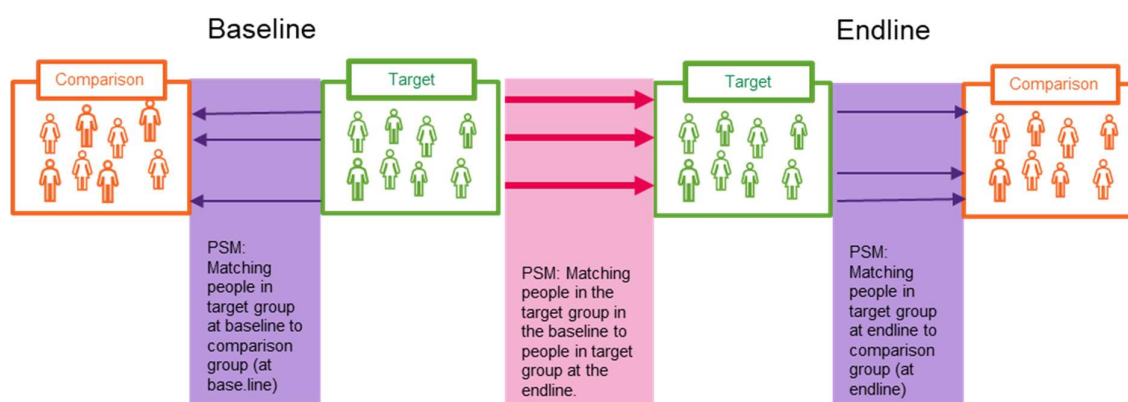 Baseline
Endline
Comparison
Target
Target
Comparison
PSM:
Matching
people in
target group
at baseline to
comparison
group (at
base.line)
PSM: Matching
people in the
target group in
the baseline to
people in target
group at the
endline.
PSM:
Matching
people in
target group
at endline to
comparison
group (at
endline)